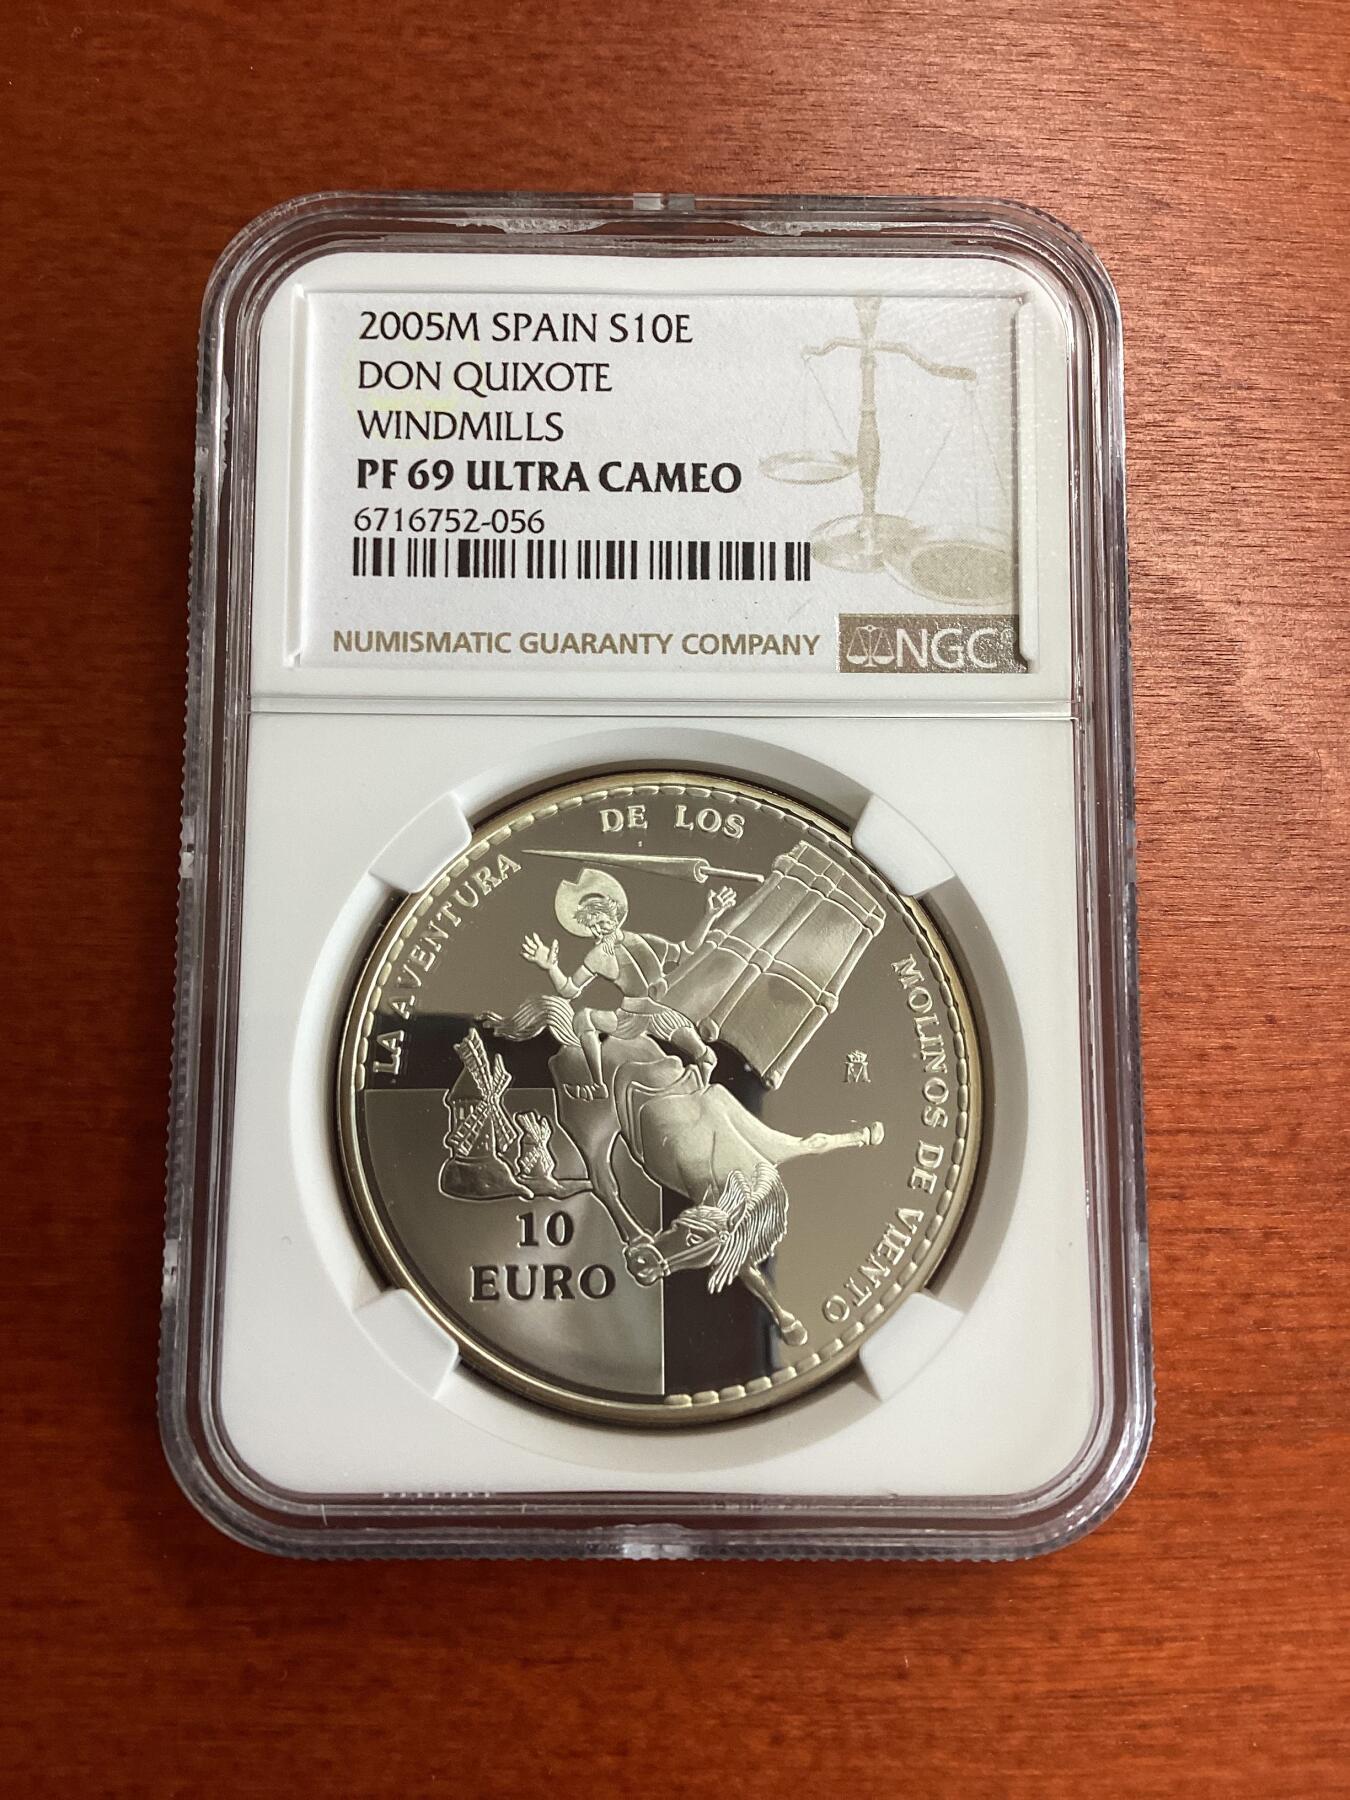 2005M SPAIN S10E
DON QUIXOTE
WINDMILLS
PF 69 ULTRA CAMEO
6716752-056
NUMISMATIC GUARANTY COMPANY
NGC®
LA AVENTURA DE LOS MOLINOS DE VIENTO
M
10
EURO